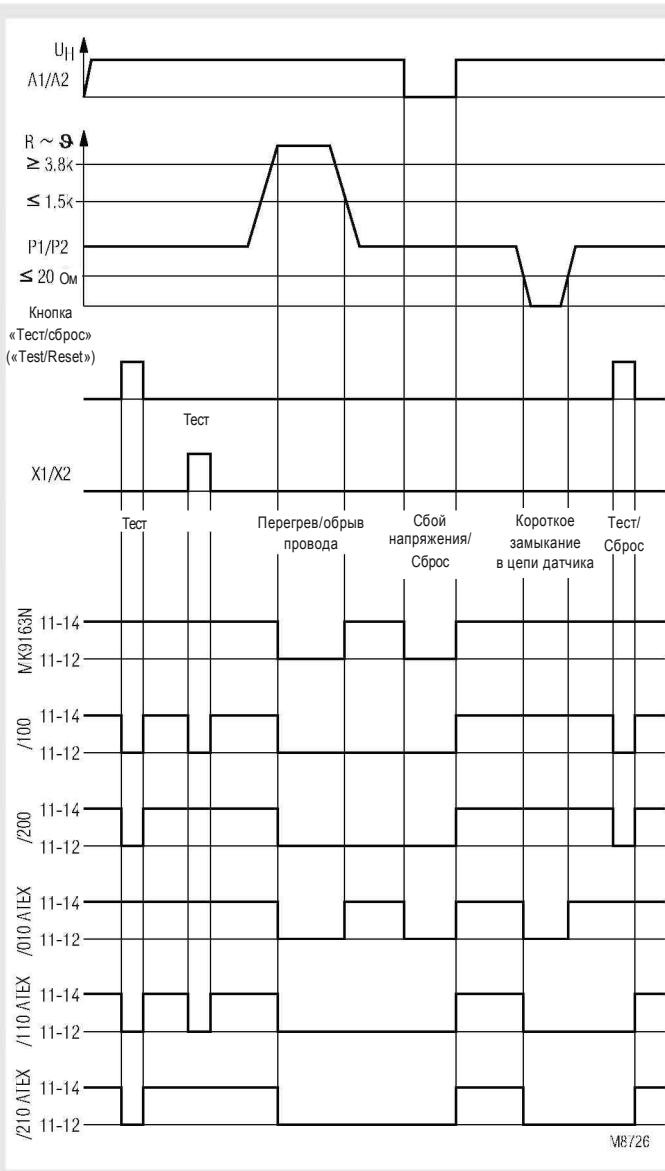 UH
A1/A2
R ~ ϑ
≥ 3.8k
≤ 1.5k
P1/P2
≤ 20 Ом
Кнопка
«Тест/сброс»
(«Test/Reset»)
Тест
X1/X2
Тест
Перегрев/обрыв
провода
Сбой
напряжения/
Сброс
Короткое
замыкание
в цепи датчика
Тест/
Сброс
MK9163N
11-14
11-12
/100
11-14
11-12
/200
11-14
11-12
/010 ATEX
11-14
11-12
/110 ATEX
11-14
11-12
/210 ATEX
11-14
11-12
M8726